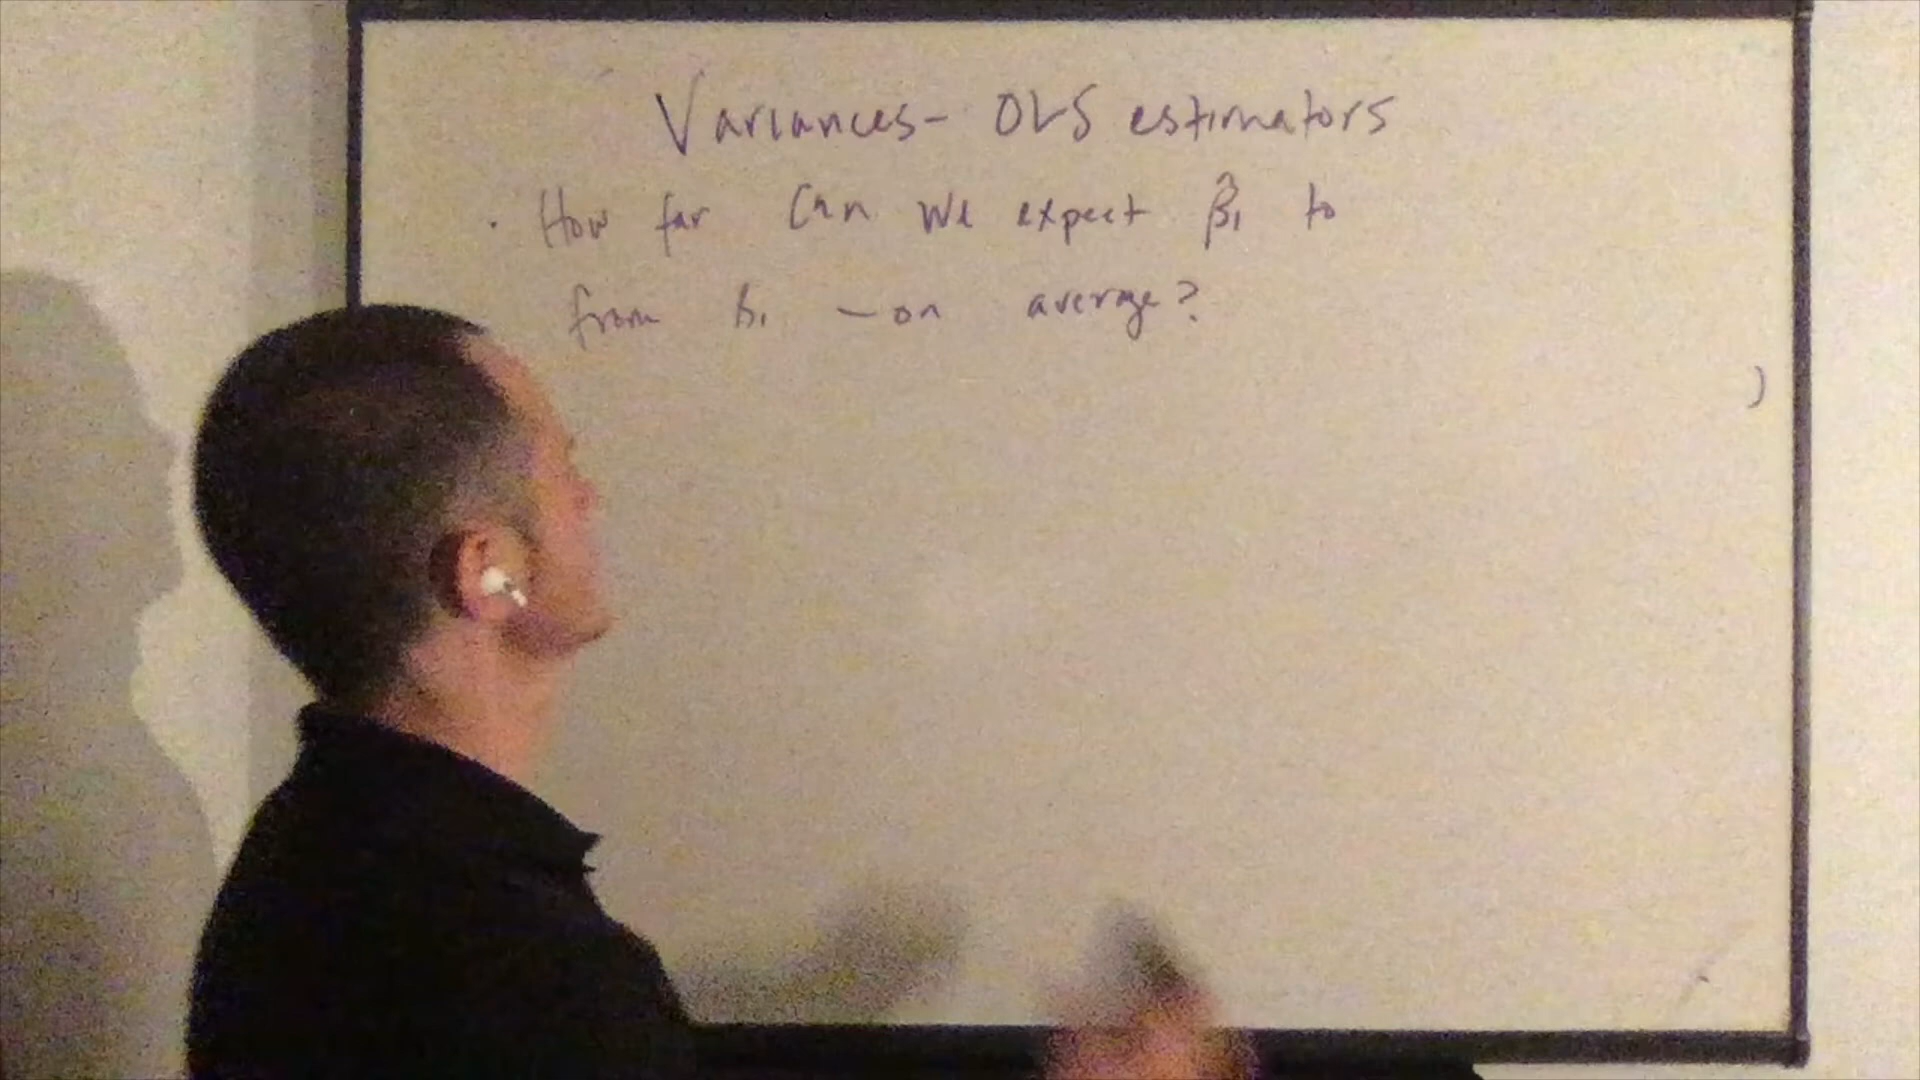 Variances- OLS estimators
· How far can we expect β̂₁ to
from β₁ - on average?
)